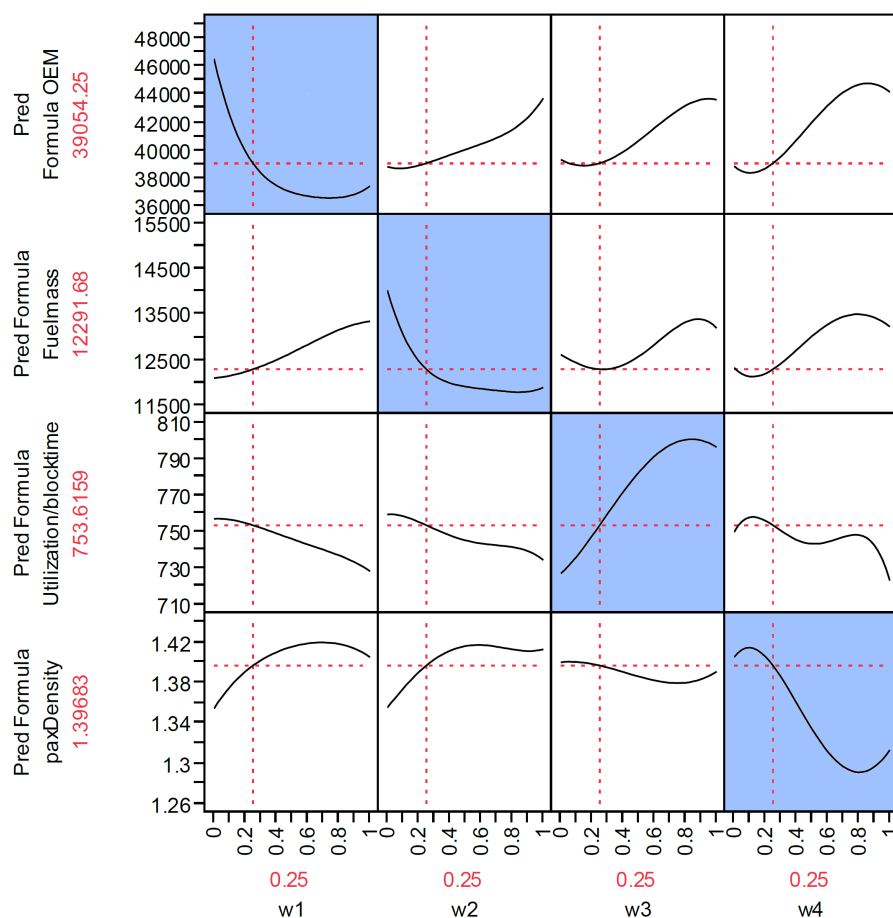 Pred
Formula OEM
39054.25
48000
46000
44000
42000
40000
38000
36000
Pred Formula
Fuelmass
12291.68
15500
14500
13500
12500
11500
Pred Formula
Utilization/blocktime
753.6159
810
790
770
750
730
710
Pred Formula
paxDensity
1.39683
1.42
1.38
1.34
1.3
1.26
0 0.2 0.4 0.6 0.8 1 0 0.2 0.4 0.6 0.8 1 0 0.2 0.4 0.6 0.8 1 0 0.2 0.4 0.6 0.8 1
0.25 0.25 0.25 0.25
w1 w2 w3 w4